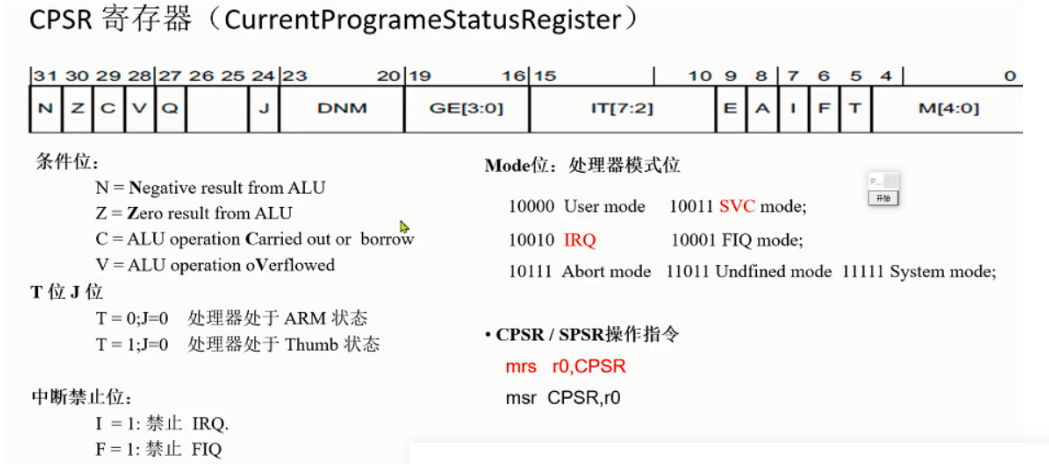 CPSR 寄存器（CurrentProgrameStatusRegister）
31 30 29 28 27 26 25 24 23 20 19 16 15 10 9 8 7 6 5 4 0
N Z C V Q J DNM GE[3:0] IT[7:2] E A I F T M[4:0]
条件位：
N = Negative result from ALU
Z = Zero result from ALU
C = ALU operation Carried out or borrow
V = ALU operation oVerflowed
T 位 J 位
T = 0;J=0 处理器处于 ARM 状态
T = 1;J=0 处理器处于 Thumb 状态
中断禁止位：
I = 1: 禁止 IRQ.
F = 1: 禁止 FIQ
Mode位：处理器模式位
10000 User mode 10011 SVC mode;
10010 IRQ 10001 FIQ mode;
10111 Abort mode 11011 Undfined mode 11111 System mode;
• CPSR / SPSR操作指令
mrs r0,CPSR
msr CPSR,r0
P...
开始